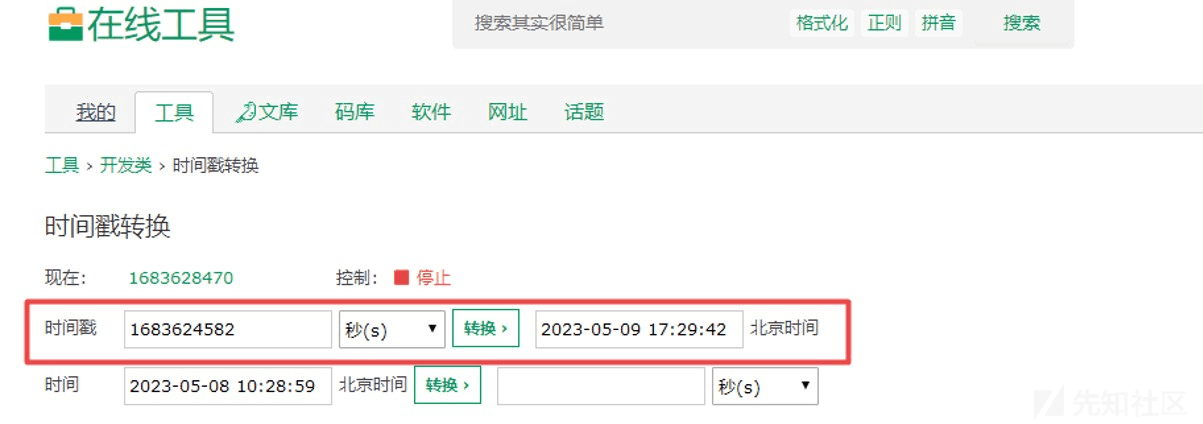 在线工具 搜索其实很简单 格式化 正则 拼音 搜索
我的 工具 文库 码库 软件 网址 话题
工具 › 开发类 › 时间戳转换
时间戳转换
现在: 1683628470 控制: 停止
时间戳 1683624582 秒(s) 转换 › 2023-05-09 17:29:42 北京时间
时间 2023-05-08 10:28:59 北京时间 转换 › 秒(s)
先知社区